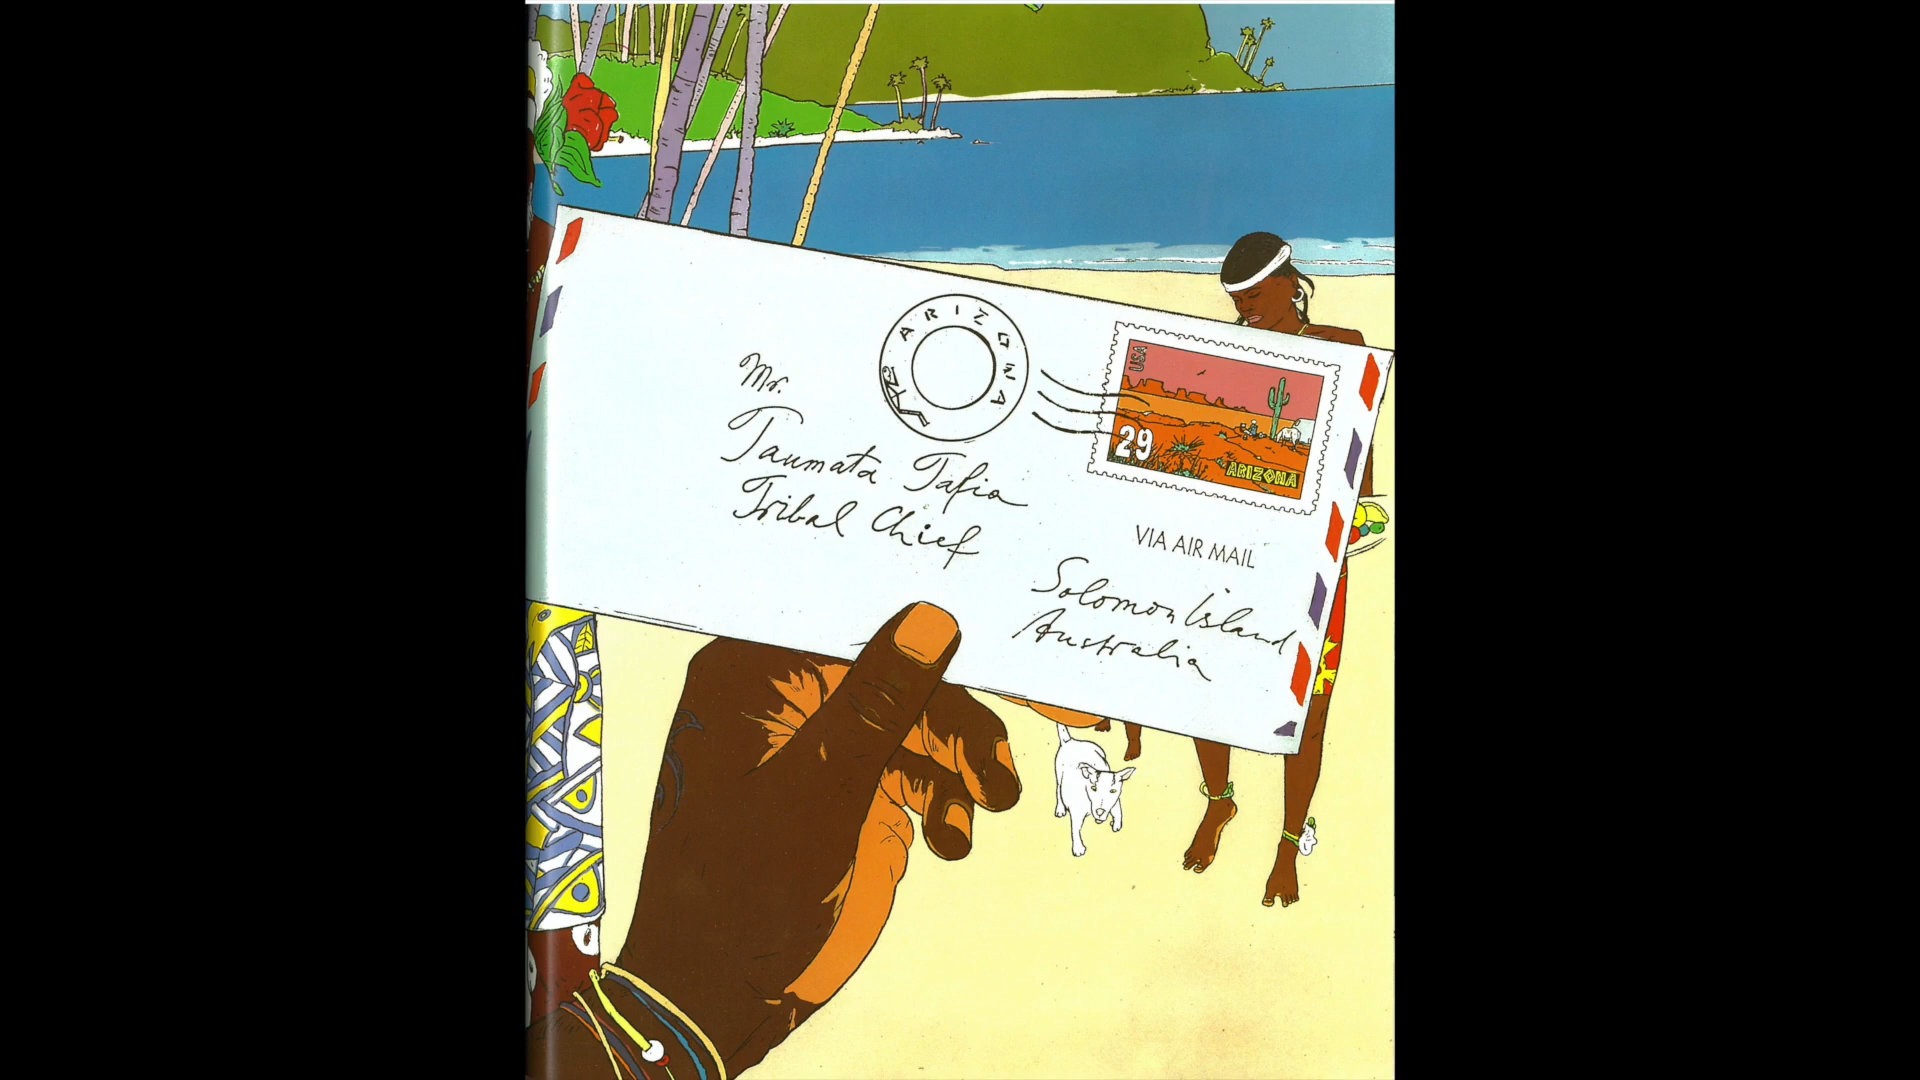 ARIZONA
USA
29
ARIZONA
Mr.
Taumata Tafia
Tribal Chief
VIA AIR MAIL
Solomon Island
Australia